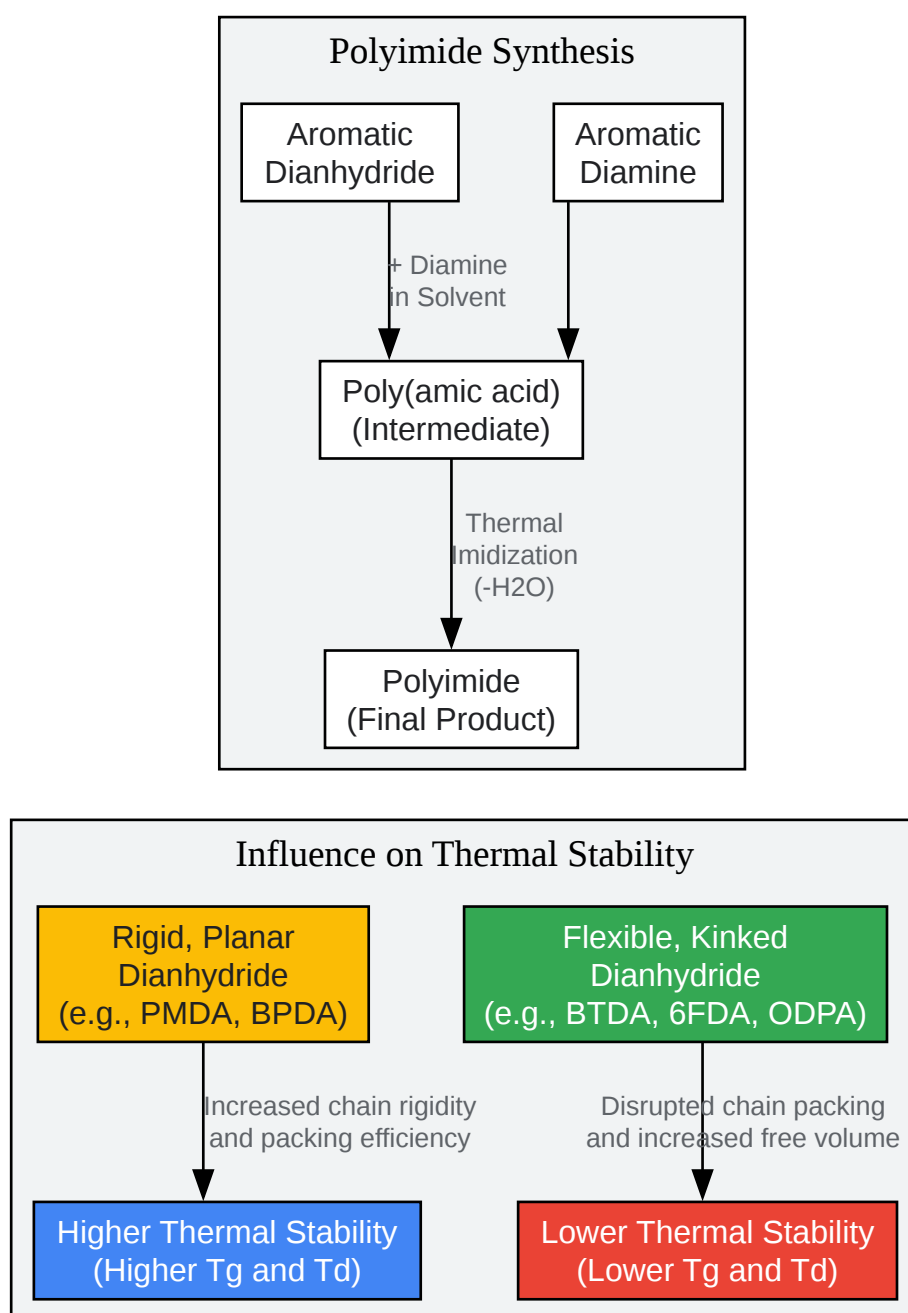 Polyimide Synthesis
Aromatic
Dianhydride
Aromatic
Diamine
+ Diamine
in Solvent
Poly(amic acid)
(Intermediate)
Thermal
Imidization
(-H2O)
Polyimide
(Final Product)
Influence on Thermal Stability
Rigid, Planar
Dianhydride
(e.g., PMDA, BPDA)
Flexible, Kinked
Dianhydride
(e.g., BTDA, 6FDA, ODPA)
Increased chain rigidity
and packing efficiency
Disrupted chain packing
and increased free volume
Higher Thermal Stability
(Higher Tg and Td)
Lower Thermal Stability
(Lower Tg and Td)